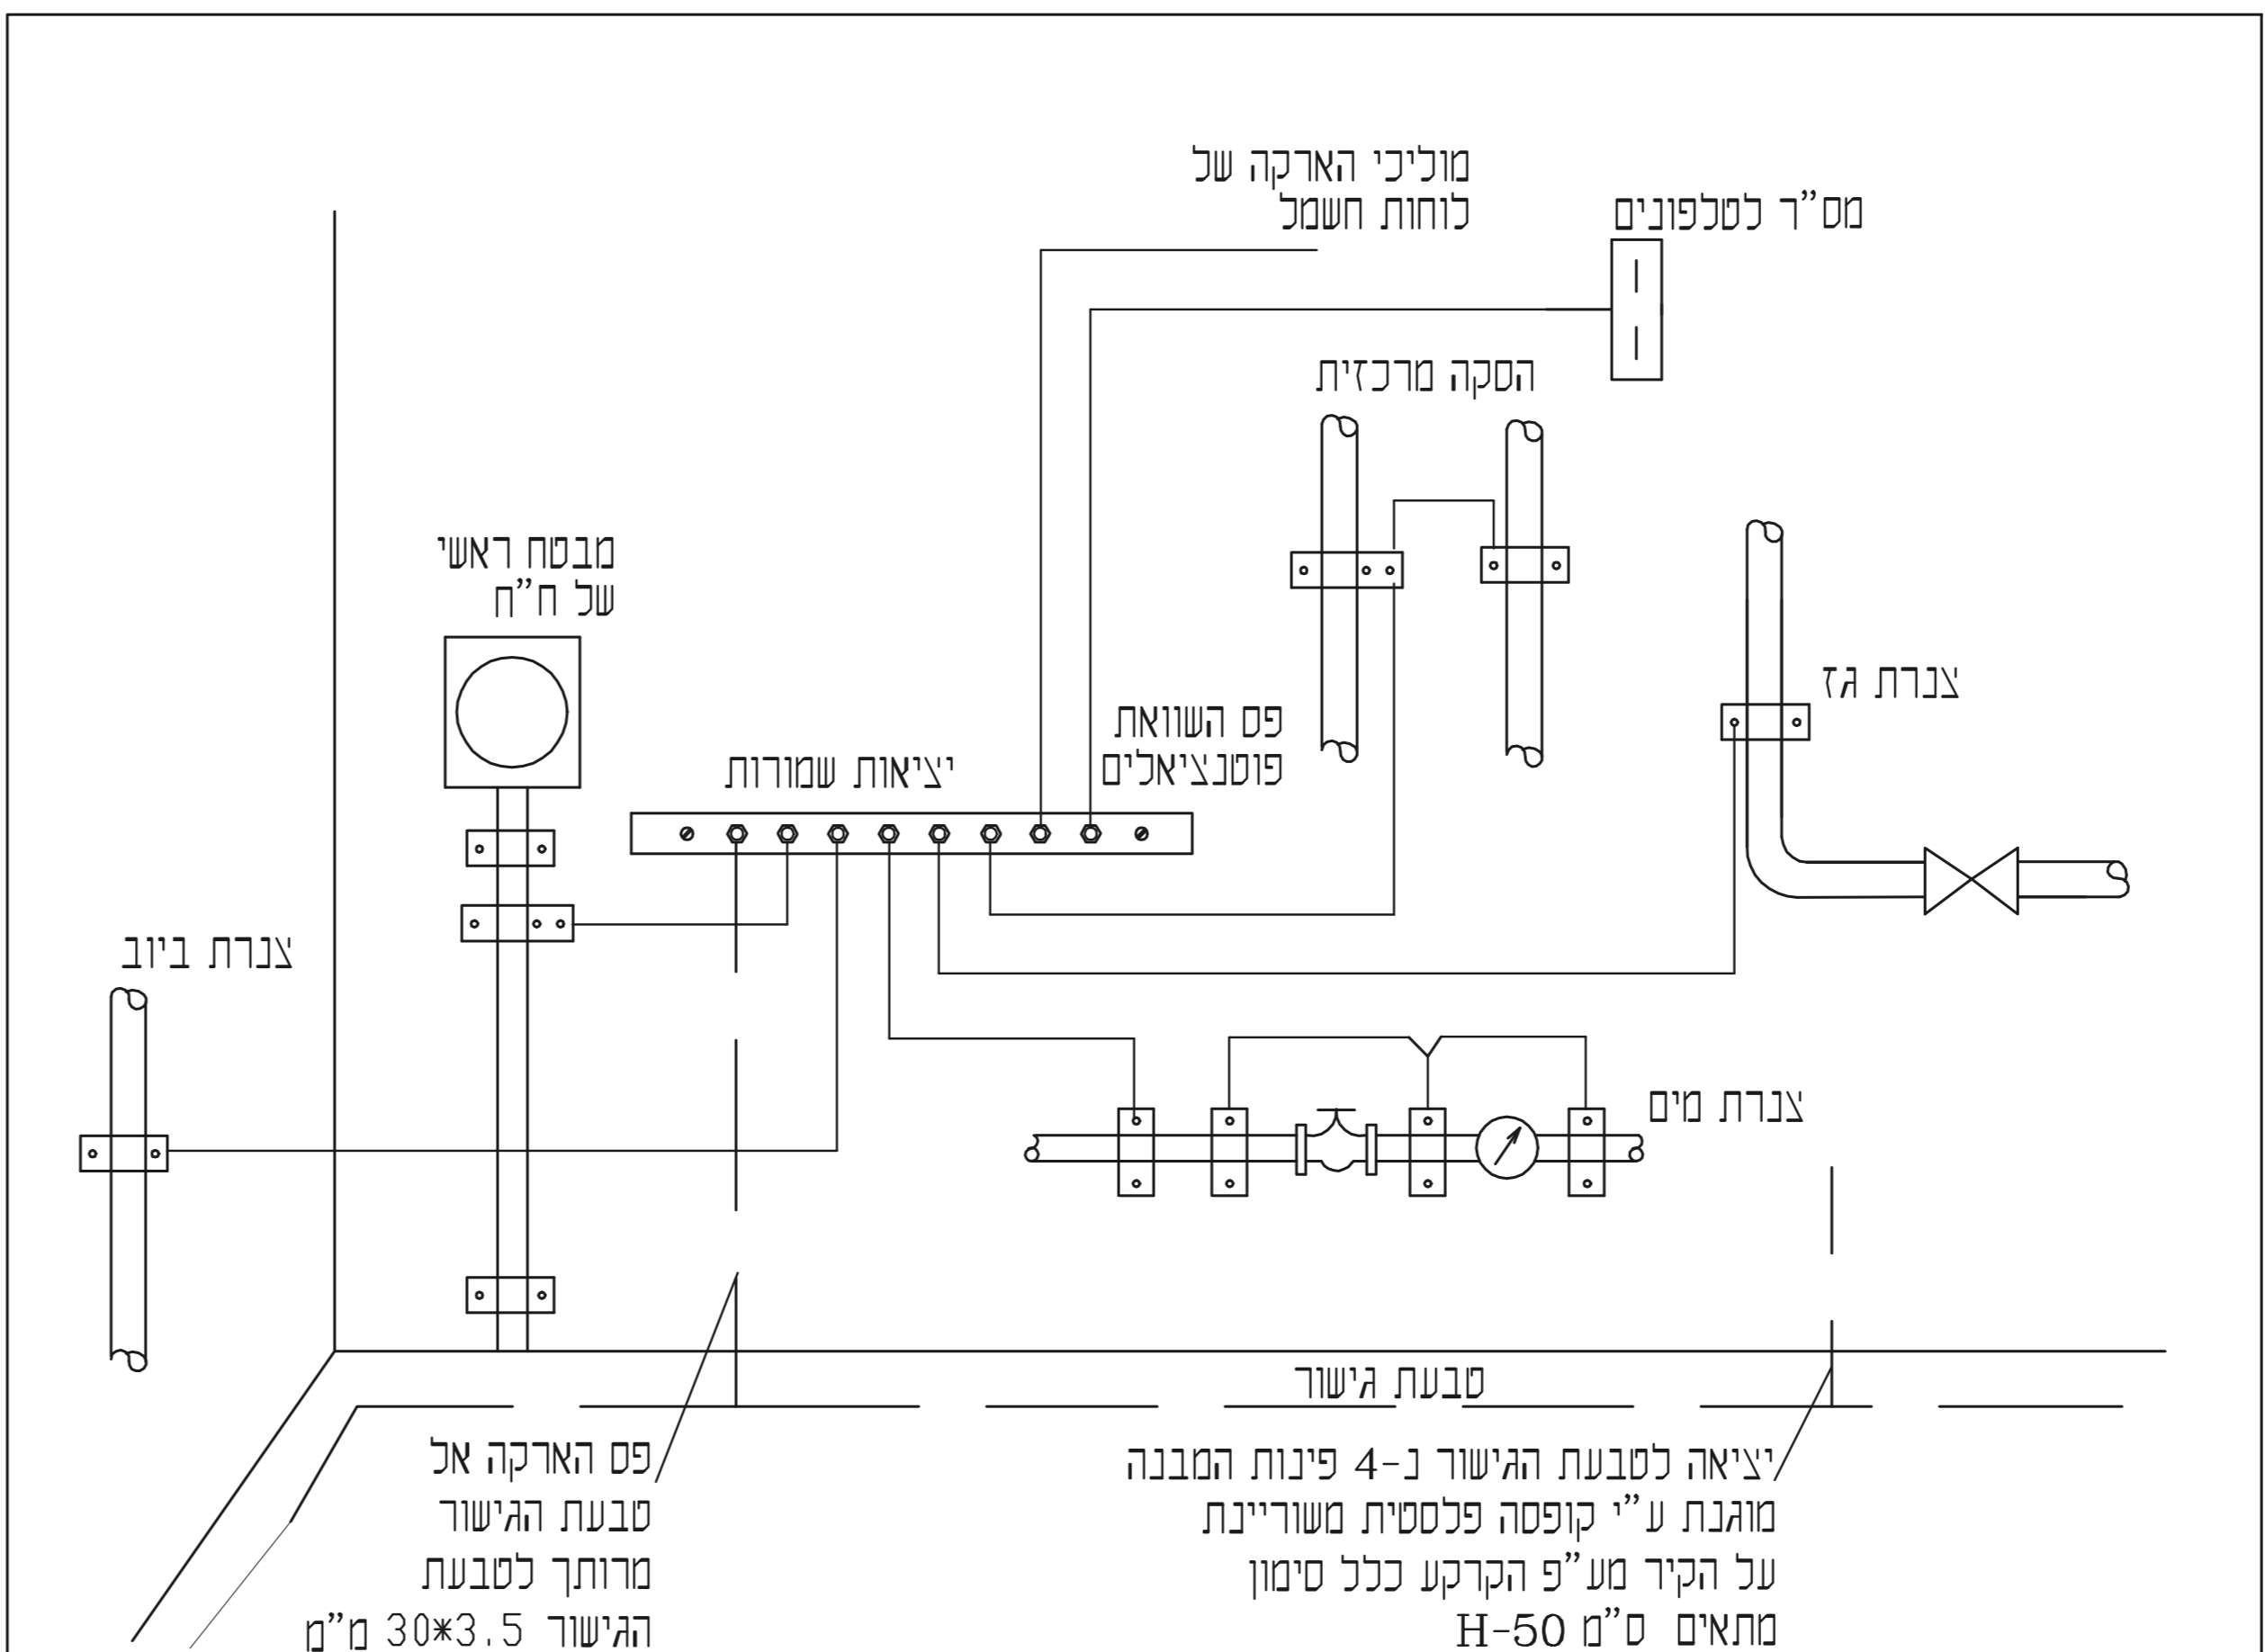 מוליכי הארקה של
לוחות חשמל
מס"ר לטלפונים
הסקה מרכזית
מבטח ראשי
של ח"ח
צנרת גז
פס השוואת
פוטנציאלים
יציאות שמורות
צנרת ביוב
צנרת מים
טבעת גישור
פס הארקה אל
טבעת הגישור
מרותך לטבעת
הגישור 30*3.5 מ"מ
יציאה לטבעת הגישור נ-4 פינות המבנה
מוגנת ע"י קופסה פלסטית משוריינת
על הקיר מע"פ הקרקע כלל סימון
מתאים ס"מ H-50